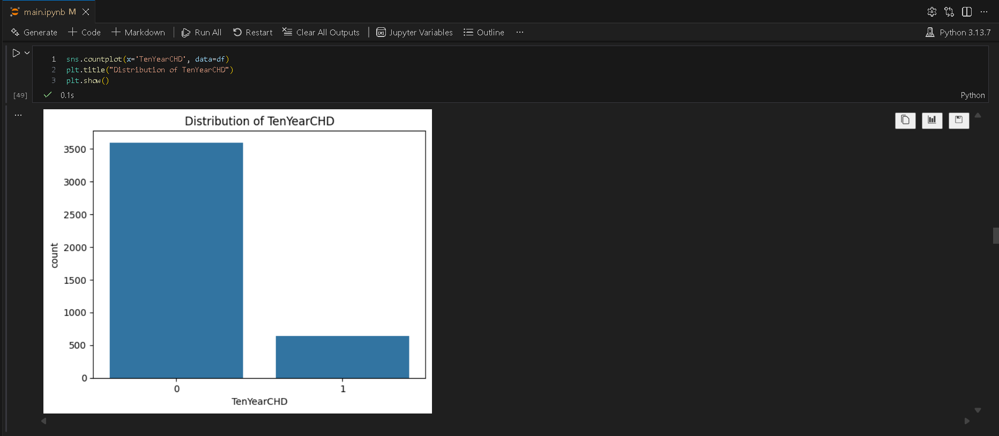 main.ipynb M
Generate + Code + Markdown Run All Restart Clear All Outputs Jupyter Variables Outline ... Python 3.13.7
1 sns.countplot(x='TenYearCHD', data=df)
2 plt.title("Distribution of TenYearCHD")
3 plt.show()
[49] 0.1s Python
Distribution of TenYearCHD
3500
3000
2500
2000
1500
1000
500
0
count
0 1
TenYearCHD